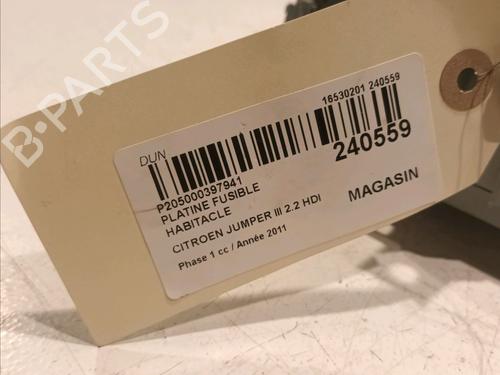 B-PARTS
DUN
16530201 240559
240559
P205000397941
PLATINE FUSIBLE
HABITACLE
MAGASIN
CITROEN JUMPER III 2.2 HDI
Phase 1 cc / Année 2011